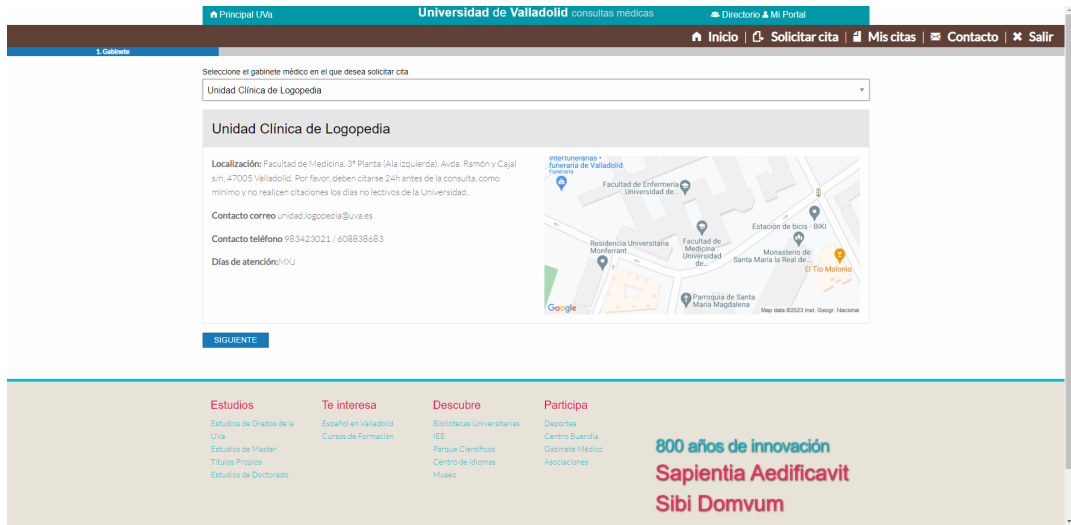 Principal UVa
Universidad de Valladolid consultas médicas
Directorio Mi Portal
Inicio | Solicitar cita | Mis citas | Contacto | Salir
1. Gabinete
Seleccione el gabinete médico en el que desea solicitar cita
Unidad Clínica de Logopedia
Unidad Clínica de Logopedia
Localización: Facultad de Medicina. 3ª Planta (Ala izquierda). Avda. Ramón y Cajal
s/n, 47005 Valladolid. Por favor, deben citarse 24h antes de la consulta, como
mínimo y no realicen citaciones los días no lectivos de la Universidad..
Contacto correo unidad.logopedia@uva.es
Contacto teléfono 983423021 / 608838683
Días de atención:MXJ
Interfunerarias -
funeraria de Valladolid
Funeraria
Facultad de Enfermería
Universidad de...
Estación de bicis - BIKI
Residencia Universitaria
Monferrant
Facultad de
Medicina
Universidad
de...
Monasterio de
Santa María la Real de...
El Tío Molonio
Parroquia de Santa
María Magdalena
Google
Map data ©2023 Inst. Geogr. Nacional
SIGUIENTE
Estudios
Estudios de Grados de la
UVa
Estudios de Master
Títulos Propios
Estudios de Doctorado
Te interesa
Español en Valladolid
Cursos de Formación
Descubre
Bibliotecas Universitarias
IEE
Parque Científicos
Centro de Idiomas
Museo
Participa
Deportes
Centro Buendía
Gabinete Médico
Asociaciones
800 años de innovación
Sapientia Aedificavit
Sibi Domvum